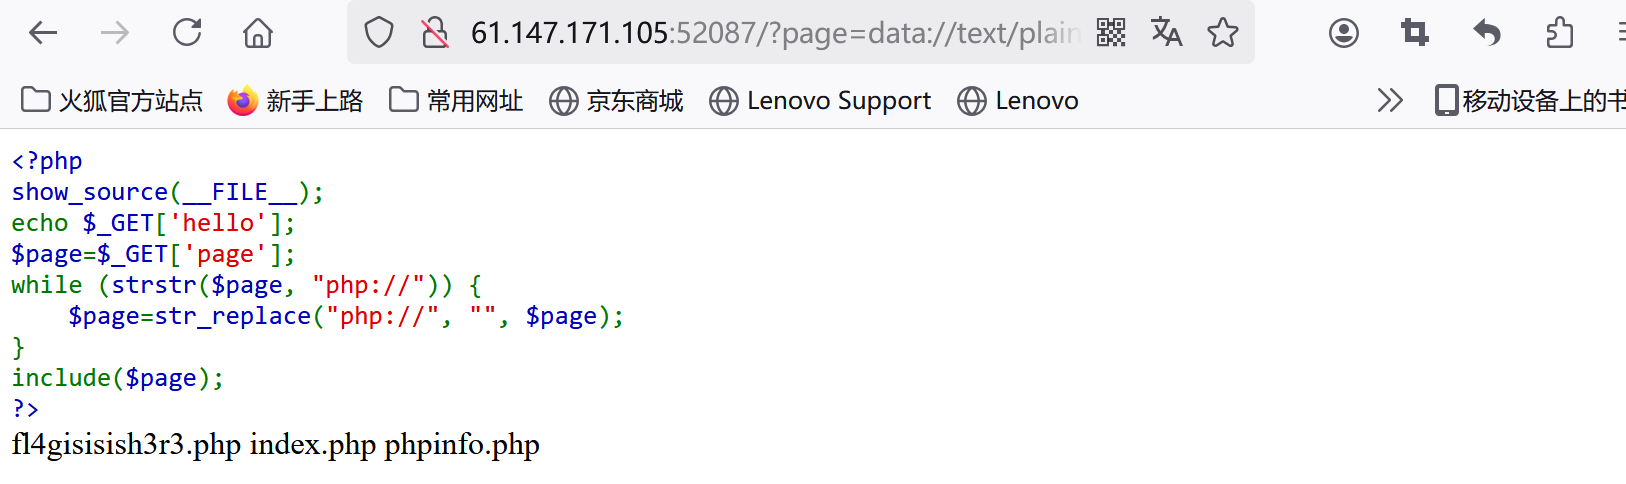 61.147.171.105:52087/?page=data://text/plain
火狐官方站点 新手上路 常用网址 京东商城 Lenovo Support Lenovo 移动设备上的书
<?php
show_source(__FILE__);
echo $_GET['hello'];
$page=$_GET['page'];
while (strstr($page, "php://")) {
    $page=str_replace("php://", "", $page);
}
include($page);
?>
fl4gisisish3r3.php index.php phpinfo.php